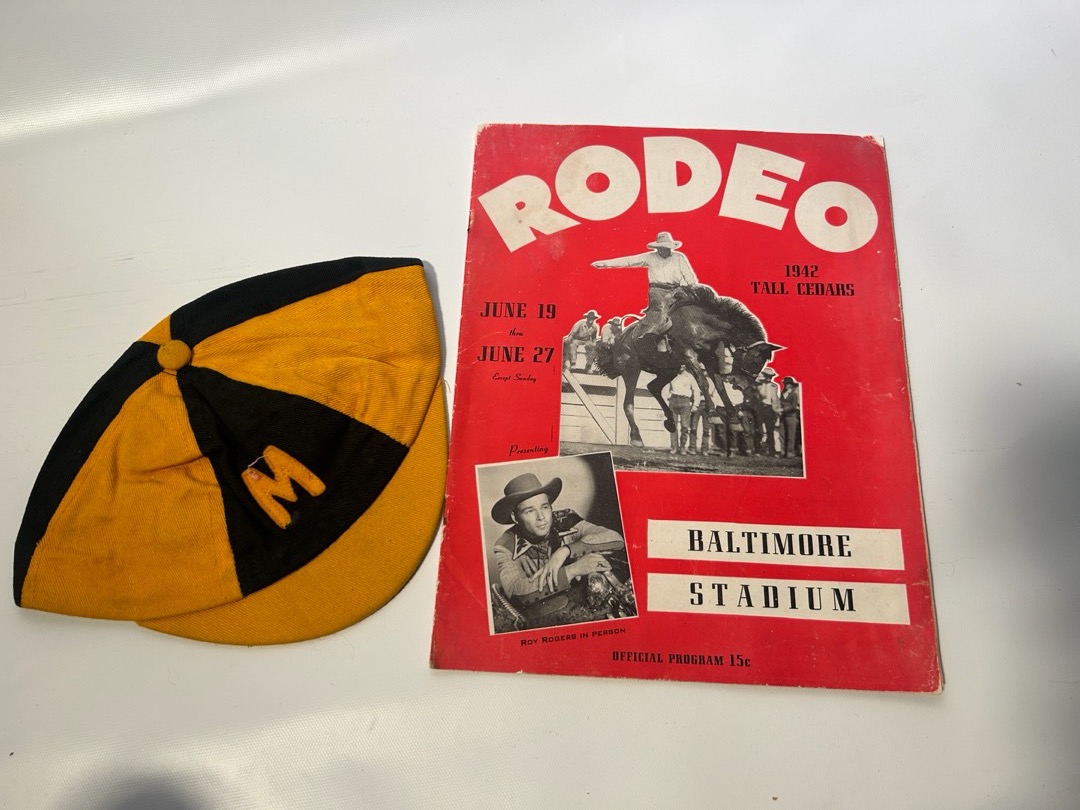 M
RODEO
1942
TALL CEDARS
JUNE 19
thru
JUNE 27
Except Sunday
Presenting
BALTIMORE
STADIUM
ROY ROGERS IN PERSON
OFFICIAL PROGRAM 15c